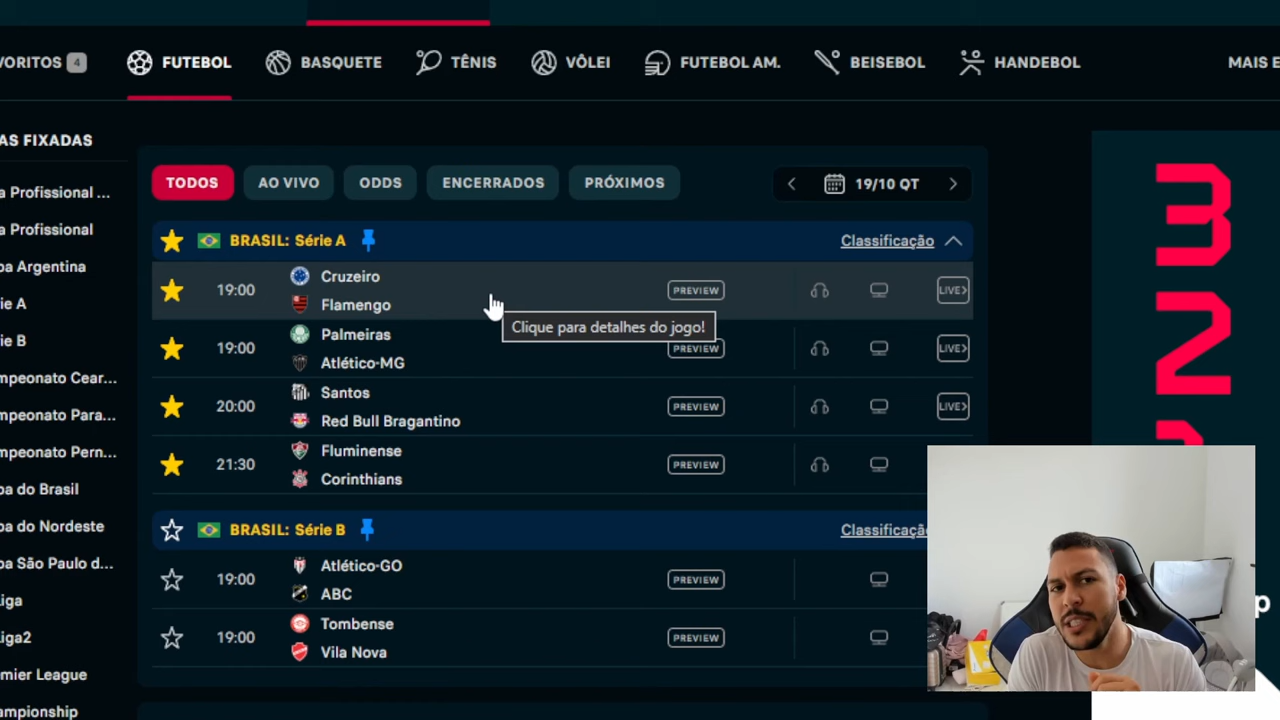 VORITOS 4
FUTEBOL
BASQUETE
TÊNIS
VÔLEI
FUTEBOL AM.
BEISEBOL
HANDEBOL
MAIS E
AS FIXADAS
a Profissional ...
a Profissional
pa Argentina
ie A
ie B
mpeonato Cear...
mpeonato Para...
mpeonato Pern...
pa do Brasil
pa do Nordeste
pa São Paulo d...
Liga
Liga2
mier League
ampionship
TODOS
AO VIVO
ODDS
ENCERRADOS
PRÓXIMOS
19/10 QT
BRASIL: Série A
Classificação
19:00
Cruzeiro
Flamengo
PREVIEW
LIVE>
Clique para detalhes do jogo!
19:00
Palmeiras
Atlético-MG
PREVIEW
LIVE>
20:00
Santos
Red Bull Bragantino
PREVIEW
LIVE>
21:30
Fluminense
Corinthians
PREVIEW
BRASIL: Série B
Classificaçã
19:00
Atlético-GO
ABC
PREVIEW
19:00
Tombense
Vila Nova
PREVIEW
p